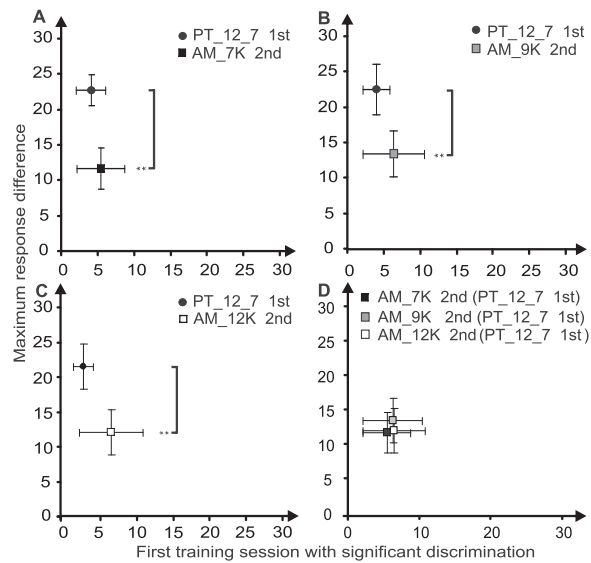 A
PT_12_7 1st
AM_7K 2nd
30
25
20
15
10
5
0
**
0 5 10 15 20 25 30
B
PT_12_7 1st
AM_9K 2nd
30
25
20
15
10
5
0
**
0 5 10 15 20 25 30
C
PT_12_7 1st
AM_12K 2nd
30
25
20
15
10
5
0
**
0 5 10 15 20 25 30
D
AM_7K 2nd (PT_12_7 1st)
AM_9K 2nd (PT_12_7 1st)
AM_12K 2nd (PT_12_7 1st)
30
25
20
15
10
5
0
0 10 20 30
Maximum response difference
First training session with significant discrimination